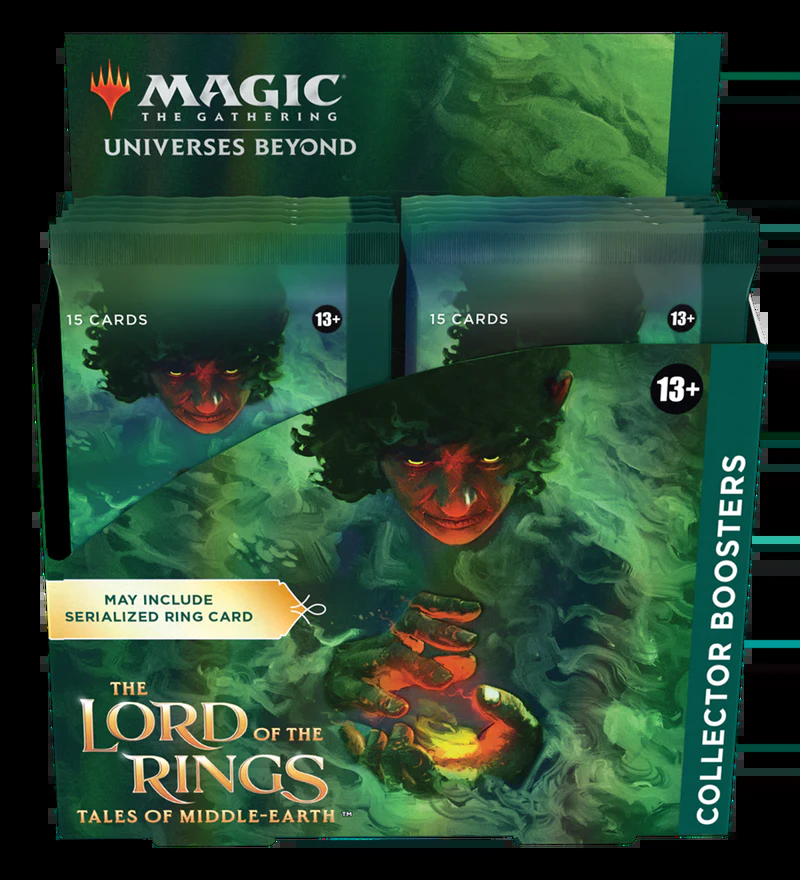 MAGIC
THE GATHERING
UNIVERSES BEYOND
15 CARDS
13+
15 CARDS
13+
13+
COLLECTOR BOOSTERS
MAY INCLUDE
SERIALIZED RING CARD
THE
LORD OF THE
RINGS
TALES OF MIDDLE-EARTH™